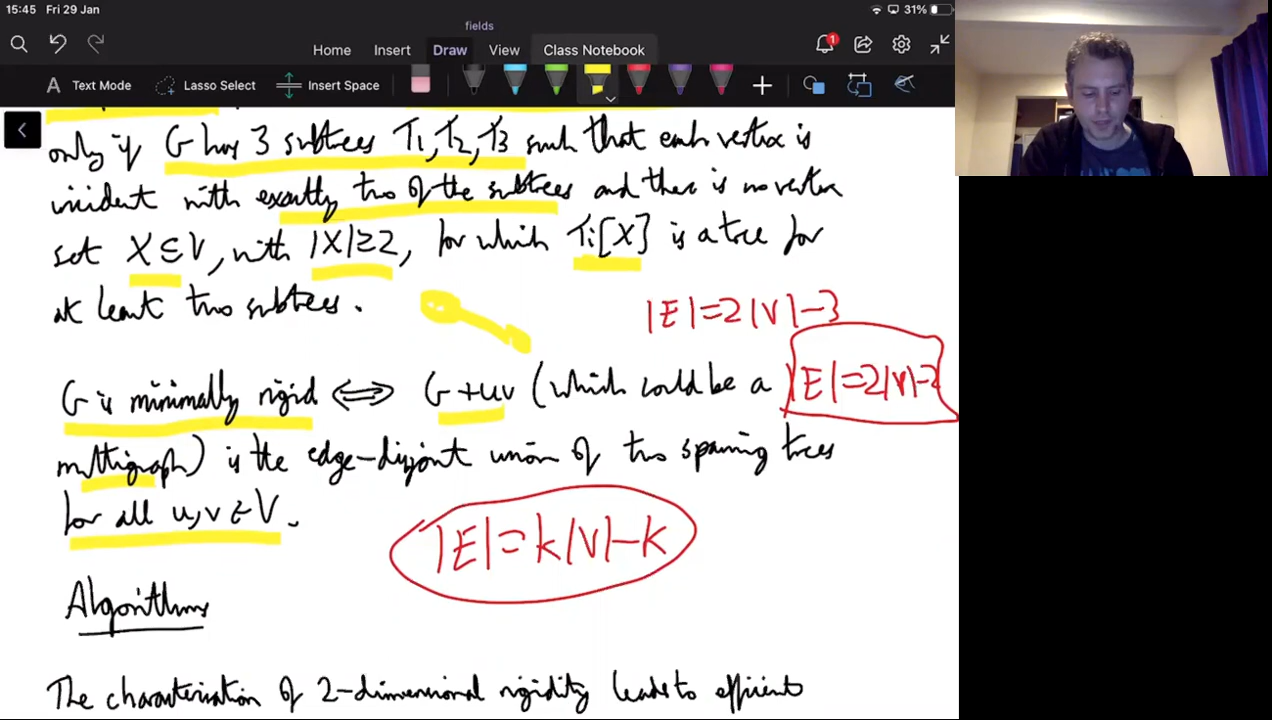 15:45 Fri 29 Jan
31%
fields
Home Insert Draw View Class Notebook
1
A Text Mode Lasso Select Insert Space
only if G has 3 subtrees T1, T2, T3 such that each vertex is
incident with exactly two of the subtrees and there is no vertex
set X ⊆ V, with |X| ≥ 2, for which Ti[X] is a tree for
at least two subtrees.
|E| = 2|V| - 3
G is minimally rigid ⟺ G + uv (which could be a |E| = 2|V| - 2
multigraph) is the edge-disjoint union of two spanning trees
for all u, v ∈ V.
|E| = k|V| - k
Algorithms
The characterisation of 2-dimensional rigidity leads to efficient